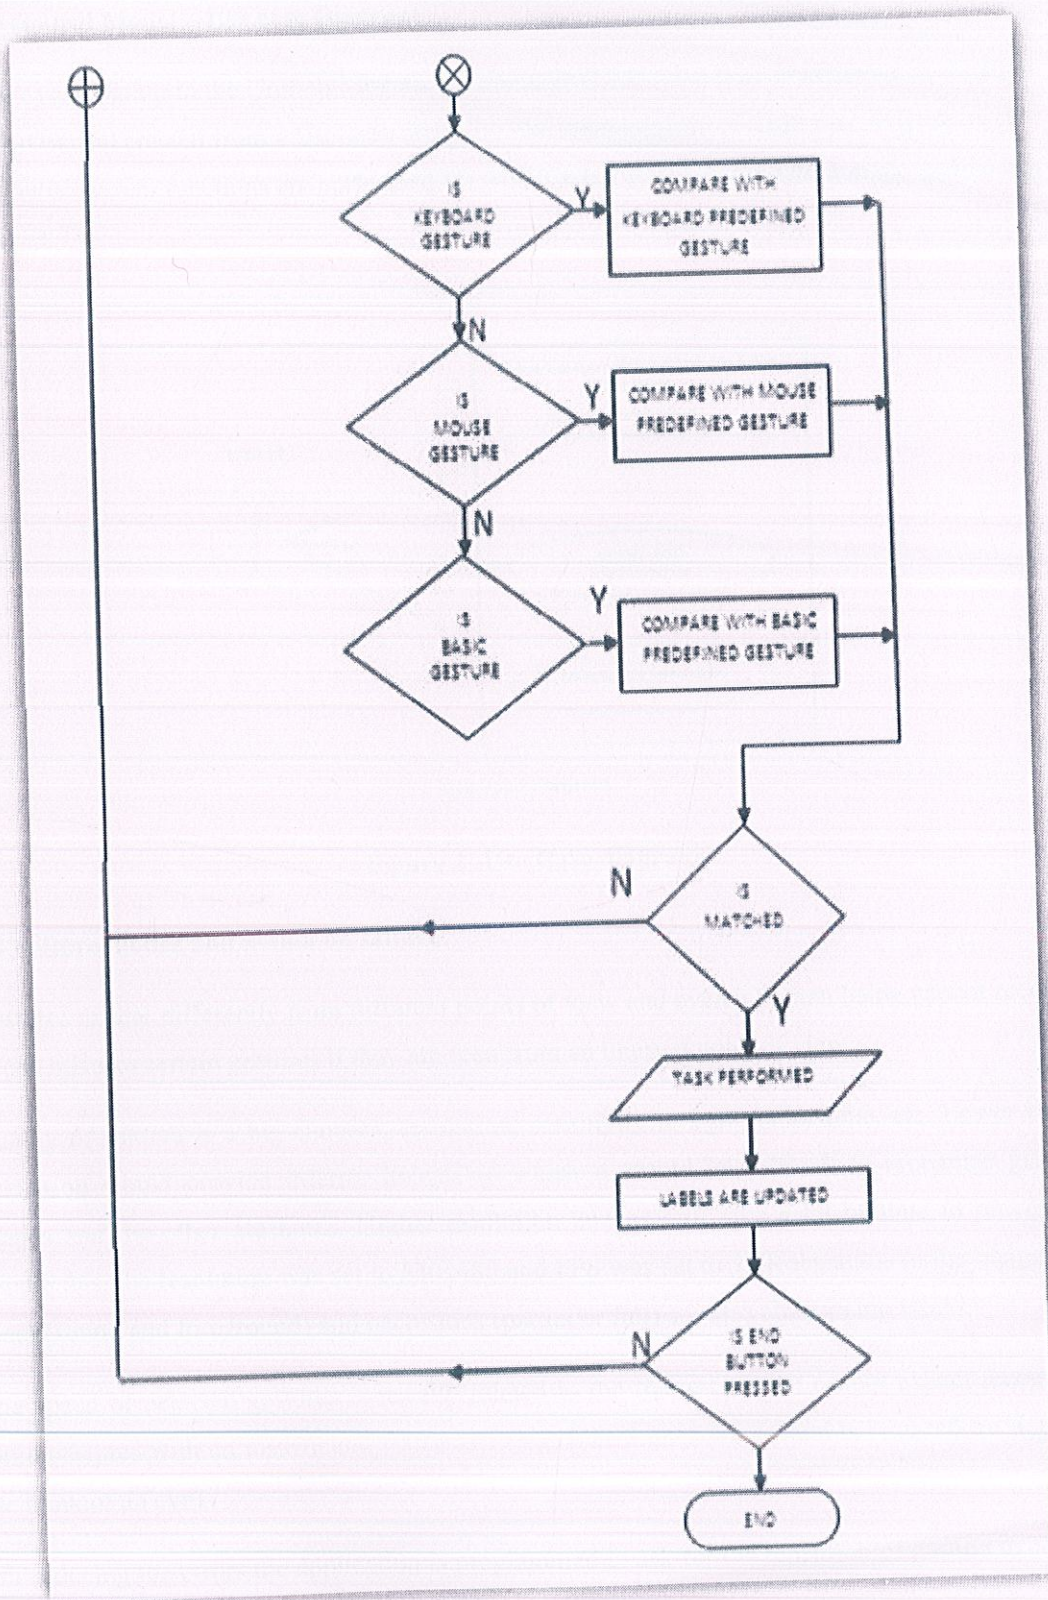 IS
KEYBOARD
GESTURE
Y
COMPARE WITH
KEYBOARD PREDEFINED
GESTURE
N
IS
MOUSE
GESTURE
Y
COMPARE WITH MOUSE
PREDEFINED GESTURE
N
IS
BASIC
GESTURE
Y
COMPARE WITH BASIC
PREDEFINED GESTURE
N
IS
MATCHED
Y
TASK PERFORMED
LABELS ARE UPDATED
N
IS END
BUTTON
PRESSED
END